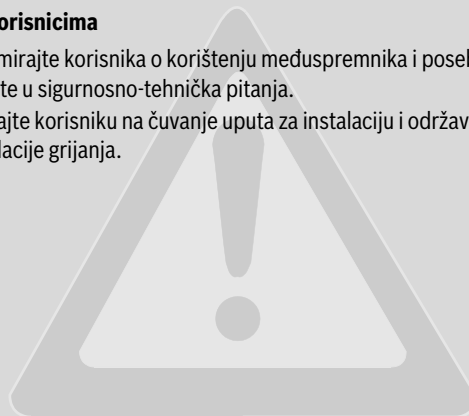 orisnicima
mirajte korisnika o korištenju međuspremnika i posel
te u sigurnosno-tehnička pitanja.
ajte korisniku na čuvanje uputa za instalaciju i održav
lacije grijanja.